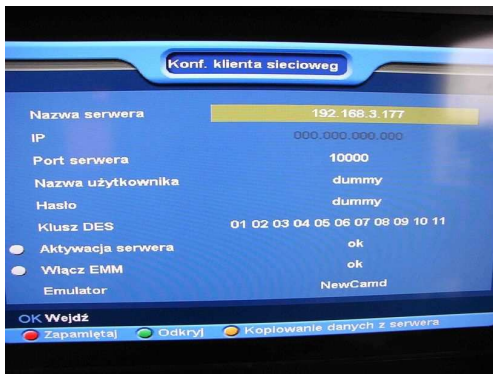 Konf. klienta siecioweg
Nazwa serwera 192.168.3.177
IP 000.000.000.000
Port serwera 10000
Nazwa użytkownika dummy
Hasło dummy
Klusz DES 01 02 03 04 05 06 07 08 09 10 11
Aktywacja serwera ok
Włącz EMM ok
Emulator NewCamd
OK Wejdź
Zapamiętaj Odkryj Kopiowanie danych z serwera